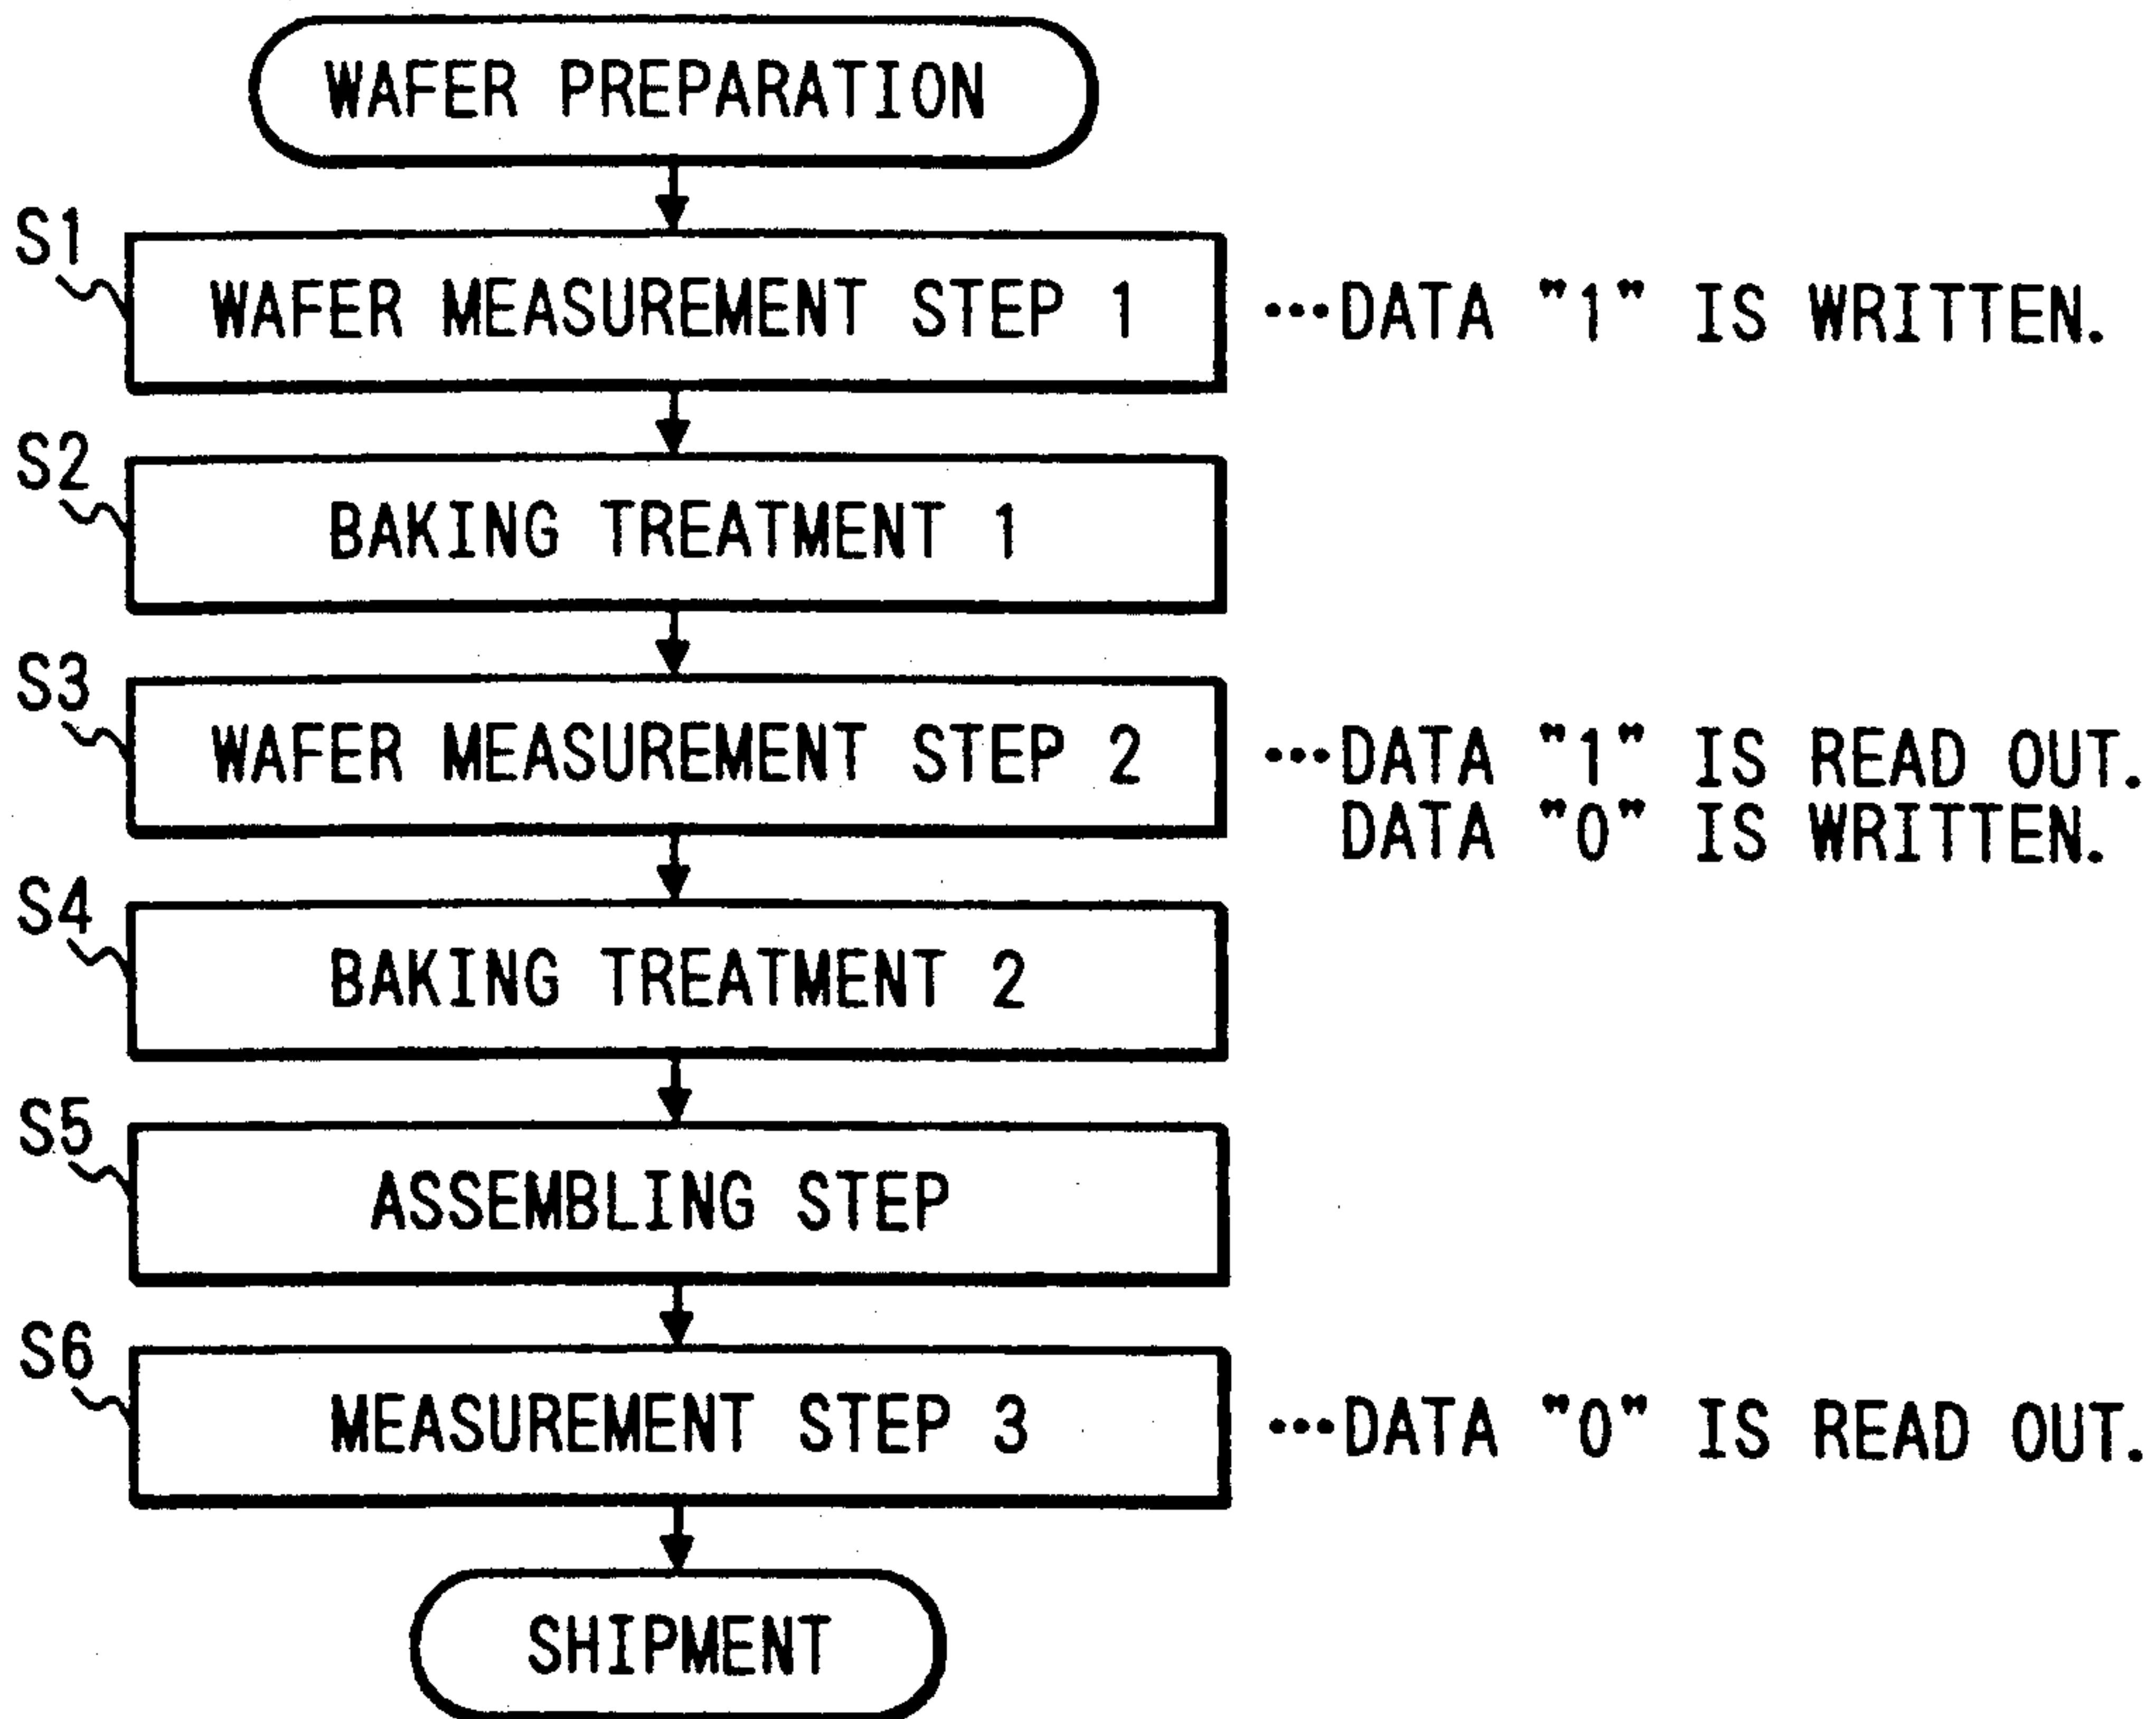 WAFER PREPARATION
S1
WAFER MEASUREMENT STEP 1 •••DATA "1" IS WRITTEN.
S2
BAKING TREATMENT 1
S3
WAFER MEASUREMENT STEP 2 •••DATA "1" IS READ OUT.
DATA "0" IS WRITTEN.
S4
BAKING TREATMENT 2
S5
ASSEMBLING STEP
S6
MEASUREMENT STEP 3 •••DATA "0" IS READ OUT.
SHIPMENT